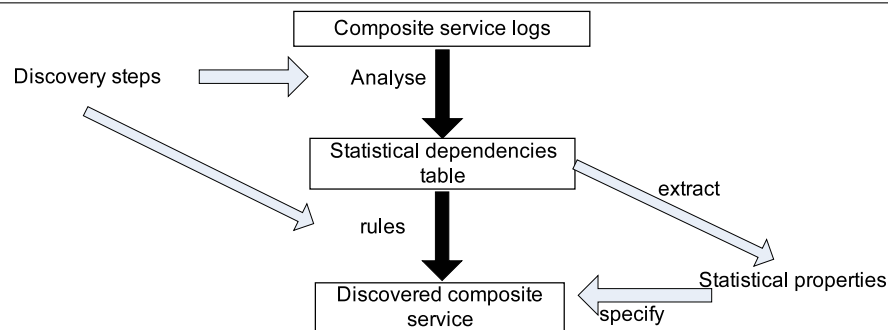 Composite service logs
Discovery steps
Analyse
Statistical dependencies
table
extract
rules
Statistical properties
Discovered composite
service
specify